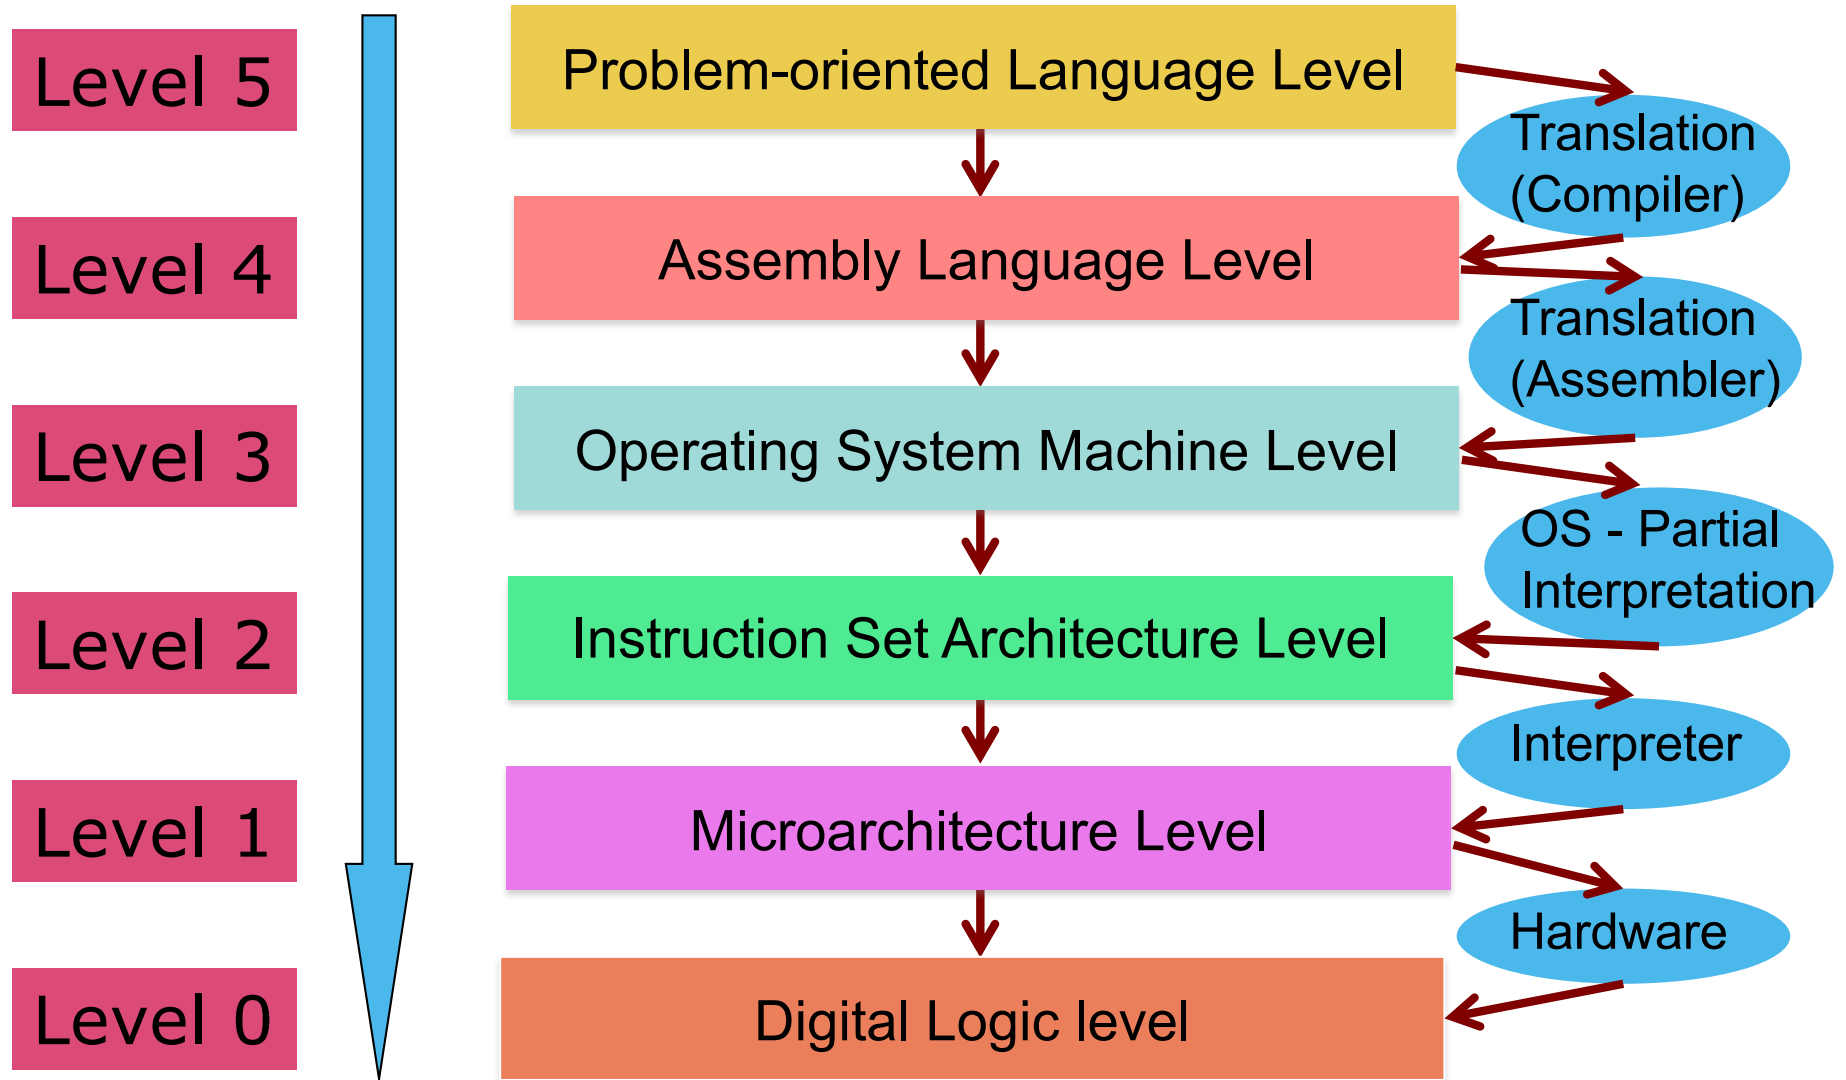 Level 5
Problem-oriented Language Level
Translation
(Compiler)
Level 4
Assembly Language Level
Translation
(Assembler)
Level 3
Operating System Machine Level
OS - Partial
Interpretation
Level 2
Instruction Set Architecture Level
Interpreter
Level 1
Microarchitecture Level
Hardware
Level 0
Digital Logic level